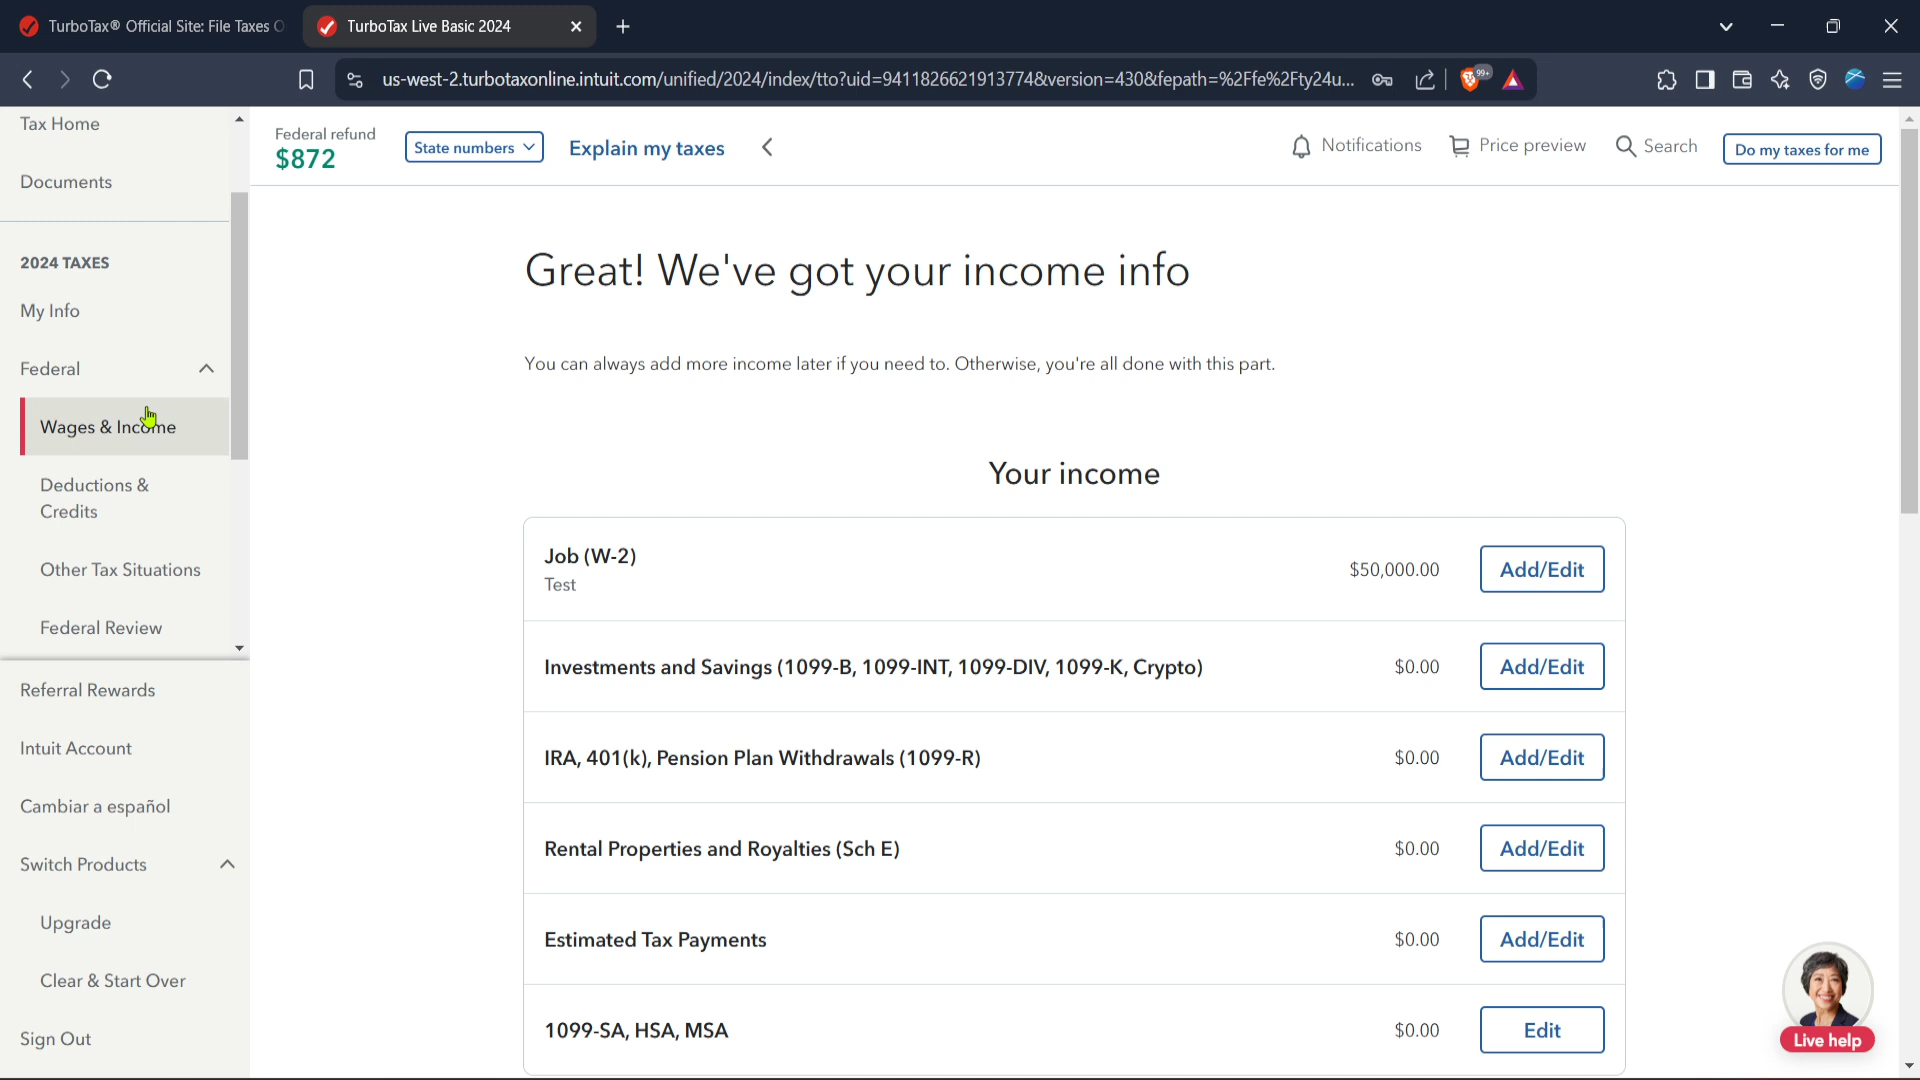 TurboTax® Official Site: File Taxes O
TurboTax Live Basic 2024
us-west-2.turbotaxonline.intuit.com/unified/2024/index/tto?uid=9411826621913774&version=430&fepath=%2Ffe%2Fty24u...
99+
Tax Home
Documents
2024 TAXES
My Info
Federal
Wages & Income
Deductions &
Credits
Other Tax Situations
Federal Review
Referral Rewards
Intuit Account
Cambiar a español
Switch Products
Upgrade
Clear & Start Over
Sign Out
Federal refund
$872
State numbers
Explain my taxes
Notifications
Price preview
Search
Do my taxes for me
Great! We've got your income info
You can always add more income later if you need to. Otherwise, you're all done with this part.
Your income
Job (W-2)
Test
$50,000.00
Add/Edit
Investments and Savings (1099-B, 1099-INT, 1099-DIV, 1099-K, Crypto)
$0.00
Add/Edit
IRA, 401(k), Pension Plan Withdrawals (1099-R)
$0.00
Add/Edit
Rental Properties and Royalties (Sch E)
$0.00
Add/Edit
Estimated Tax Payments
$0.00
Add/Edit
1099-SA, HSA, MSA
$0.00
Edit
Live help